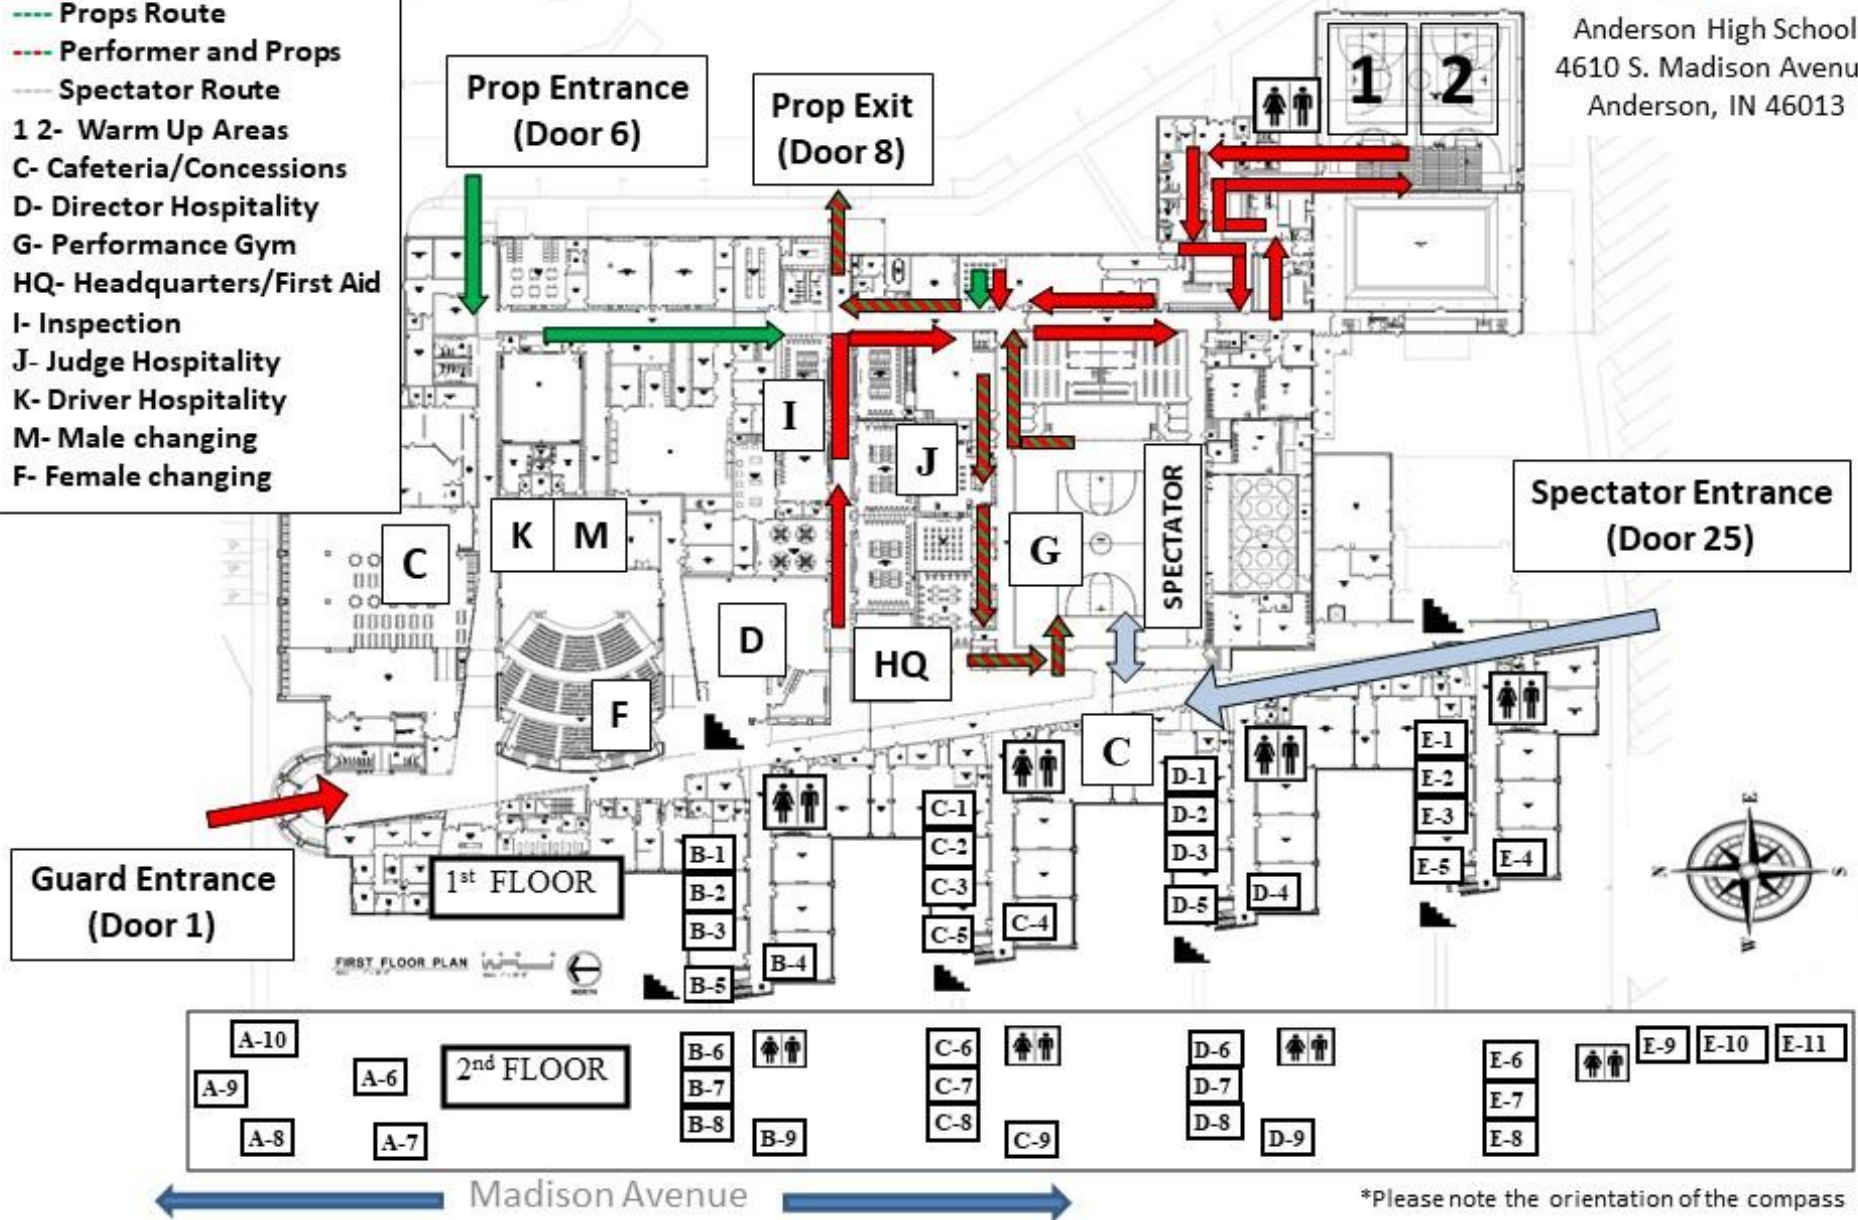 ---- Props Route
---- Performer and Props
---- Spectator Route
1 2- Warm Up Areas
C- Cafeteria/Concessions
D- Director Hospitality
G- Performance Gym
HQ- Headquarters/First Aid
I- Inspection
J- Judge Hospitality
K- Driver Hospitality
M- Male changing
F- Female changing
Prop Entrance
(Door 6)
Prop Exit
(Door 8)
1 2
Anderson High School
4610 S. Madison Avenu
Anderson, IN 46013
I
J
K M
C
G
SPECTATOR
Spectator Entrance
(Door 25)
D
HQ
F
C
Guard Entrance
(Door 1)
1st FLOOR
FIRST FLOOR PLAN
NORTH
B-1
B-2
B-3
B-4
B-5
C-1
C-2
C-3
C-4
C-5
D-1
D-2
D-3
D-4
D-5
E-1
E-2
E-3
E-4
E-5
E
N
S
W
A-10
A-9
A-8
A-6
A-7
2nd FLOOR
B-6
B-7
B-8
B-9
C-6
C-7
C-8
C-9
D-6
D-7
D-8
D-9
E-6
E-7
E-8
E-9
E-10
E-11
Madison Avenue
*Please note the orientation of the compass